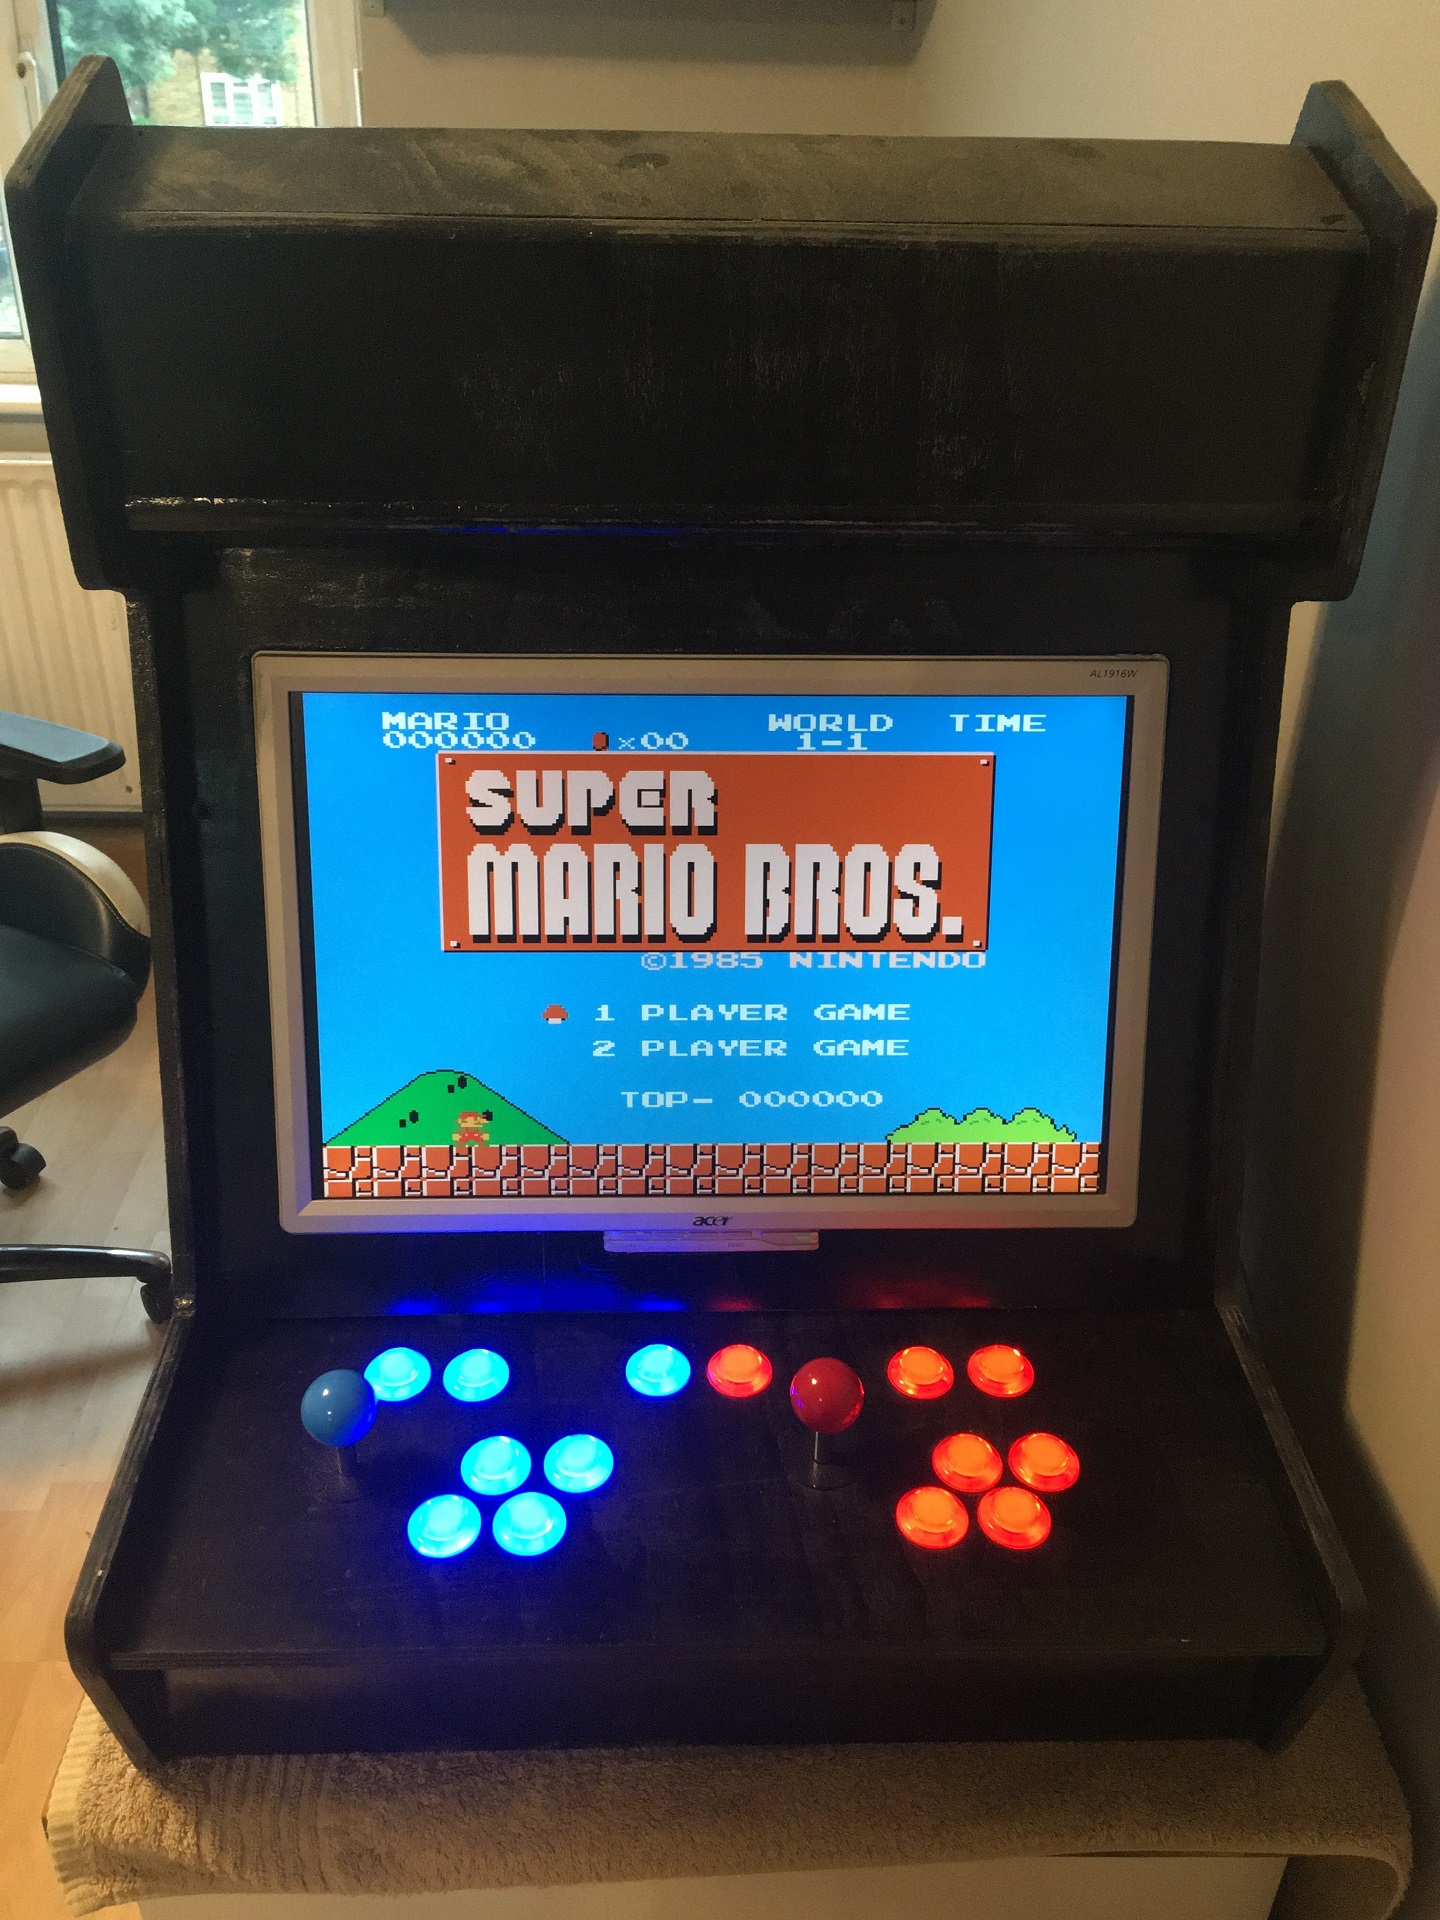 AL1916W
MARIO WORLD TIME
000000 ×00 1-1
SUPER
MARIO BROS.
©1985 NINTENDO
1 PLAYER GAME
2 PLAYER GAME
TOP- 000000
acer